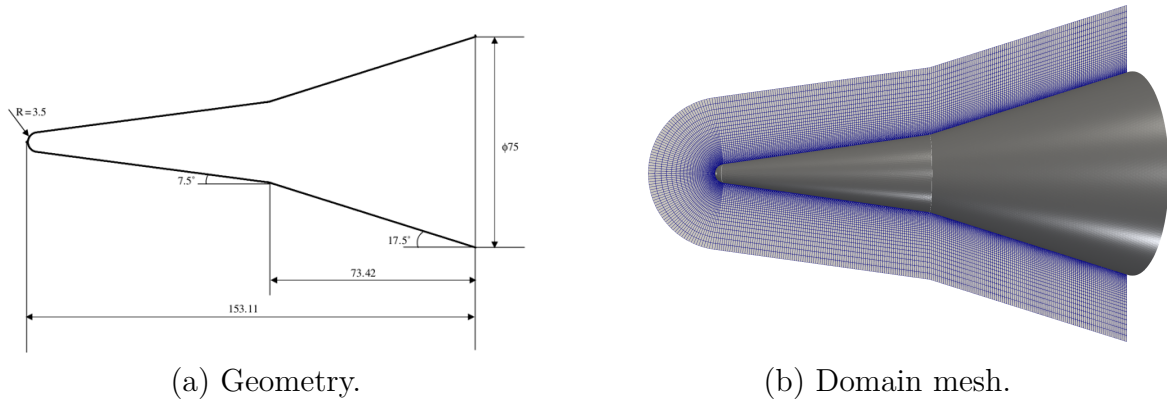 R=3.5
ϕ75
7.5°
17.5°
73.42
153.11
(a) Geometry.
(b) Domain mesh.